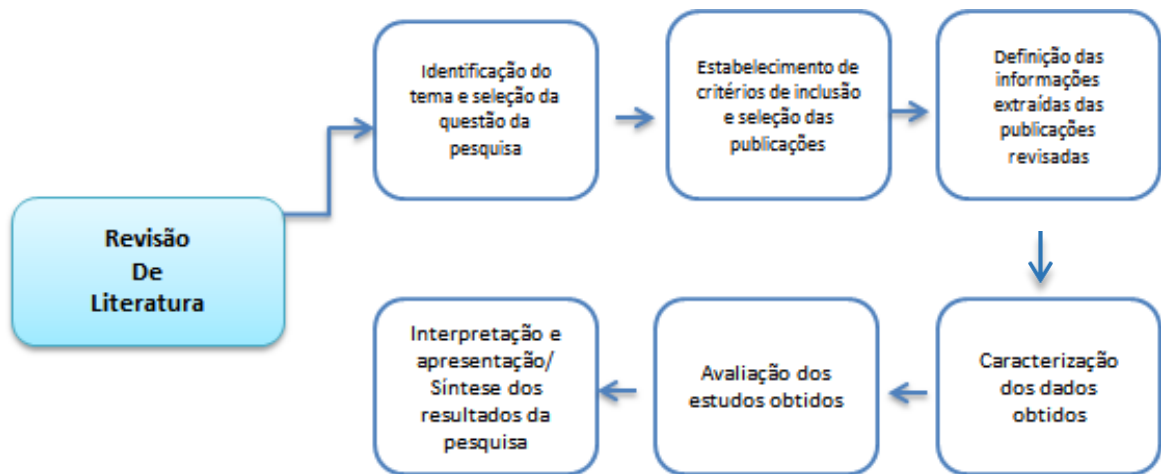 Revisão
De
Literatura
Identificação do
tema e seleção da
questão da
pesquisa
Estabelecimento de
critérios de inclusão
e seleção das
publicações
Definição das
informações
extraídas das
publicações
revisadas
Caracterização
dos dados
obtidos
Avaliação dos
estudos obtidos
Interpretação e
apresentação/
Síntese dos
resultados da
pesquisa